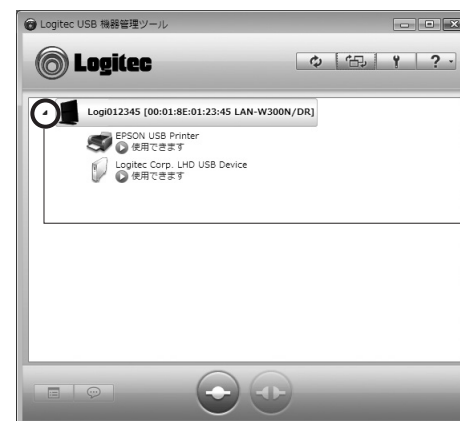 Logitec USB 機器管理ツール
Logitec
?
Logi012345 [00:01:8E:01:23:45 LAN-W300N/DR]
EPSON USB Printer
使用できます
Logitec Corp. LHD USB Device
使用できます